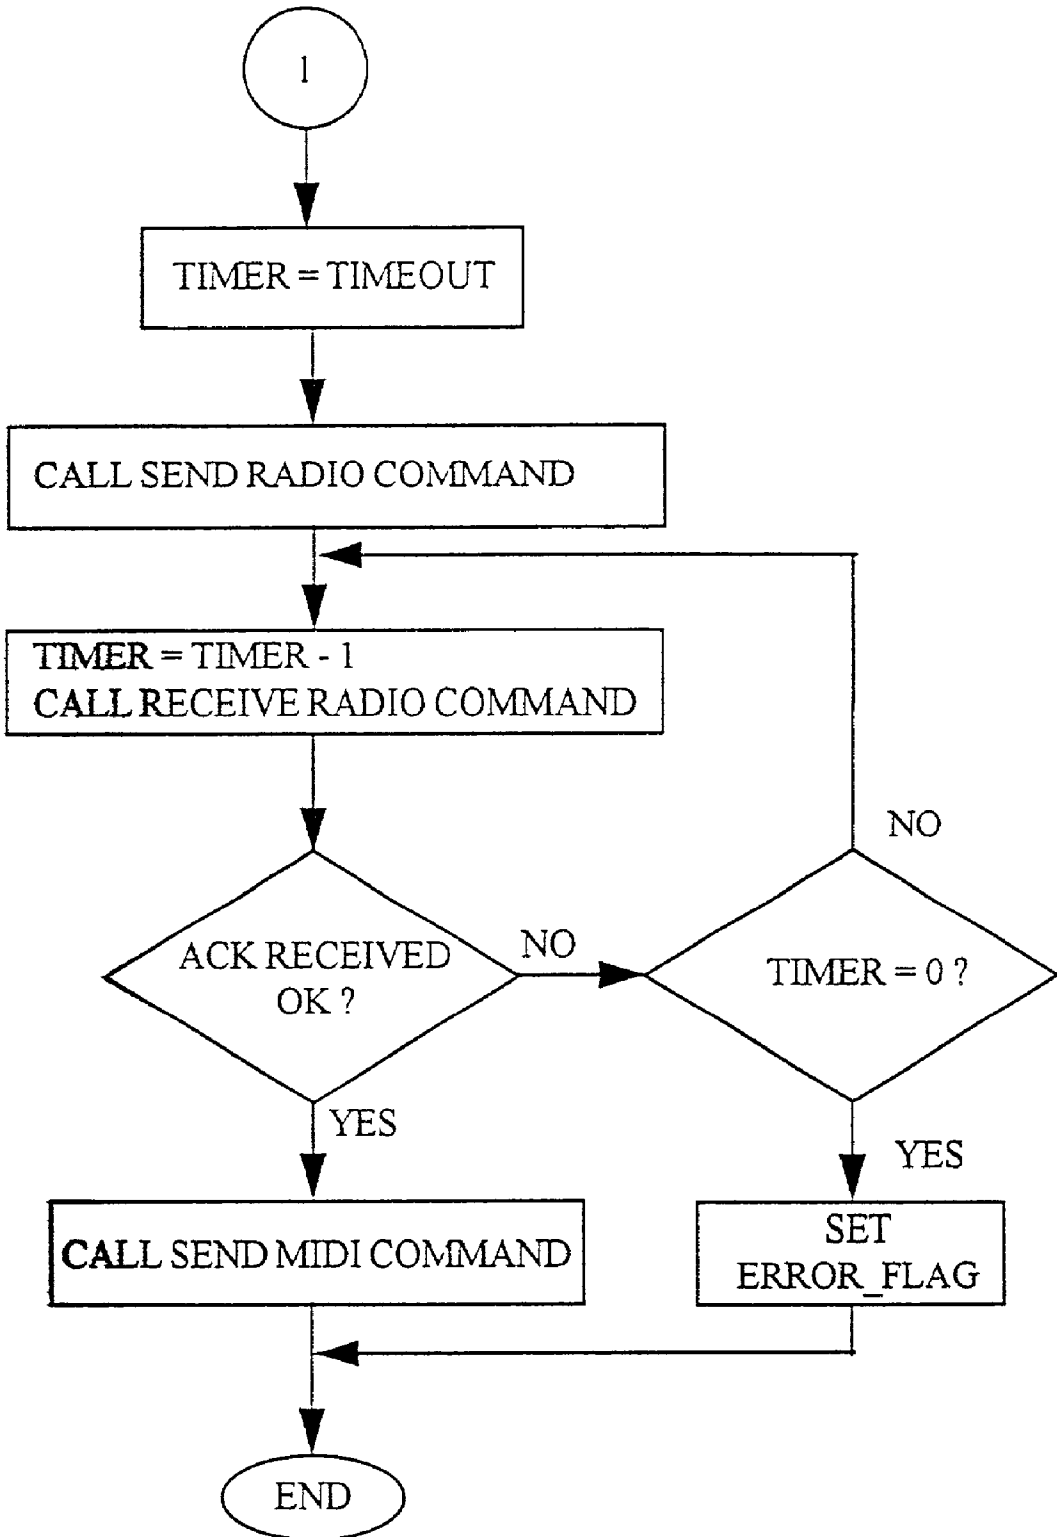 1
TIMER = TIMEOUT
CALL SEND RADIO COMMAND
TIMER = TIMER - 1
CALL RECEIVE RADIO COMMAND
NO
ACK RECEIVED
OK ?
NO
TIMER = 0 ?
YES
YES
CALL SEND MIDI COMMAND
SET
ERROR_FLAG
END